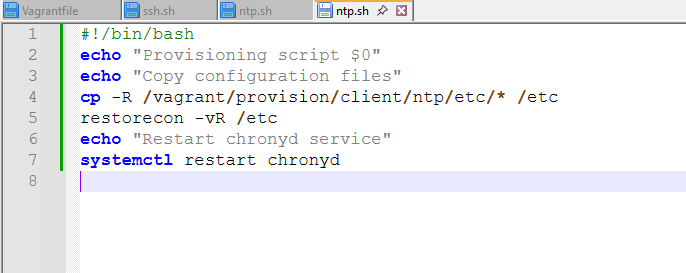 Vagrantfile ssh.sh ntp.sh ntp.sh
1 #!/bin/bash
2 echo "Provisioning script $0"
3 echo "Copy configuration files"
4 cp -R /vagrant/provision/client/ntp/etc/* /etc
5 restorecon -vR /etc
6 echo "Restart chronyd service"
7 systemctl restart chronyd
8